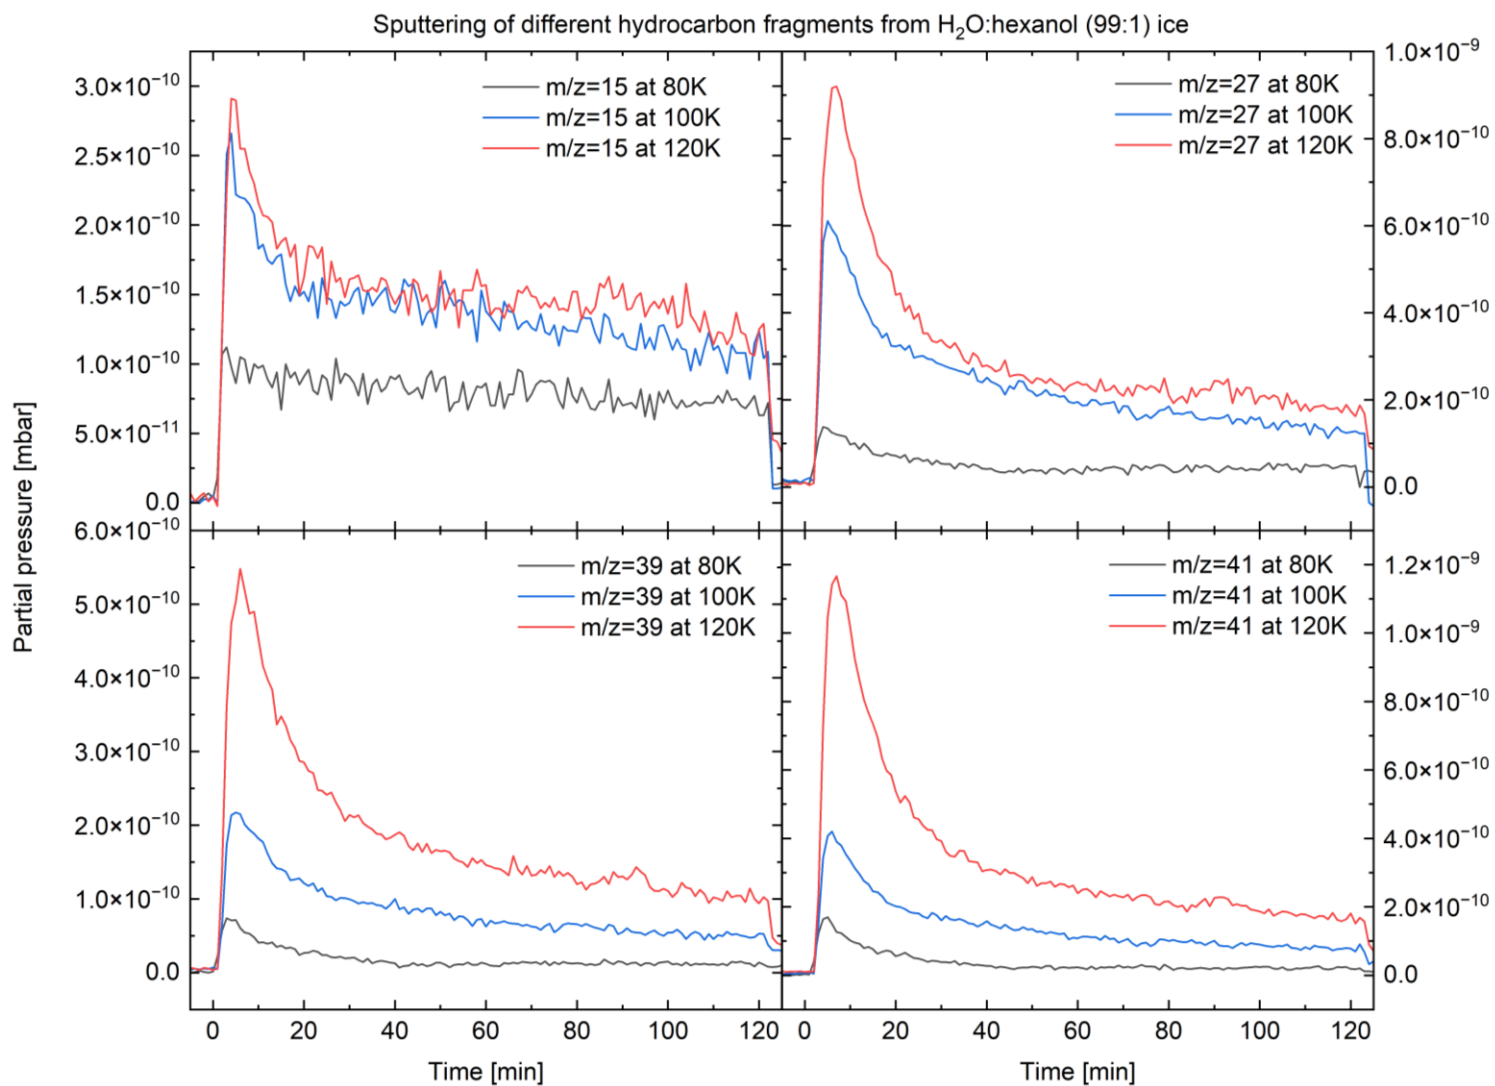 Sputtering of different hydrocarbon fragments from H₂O:hexanol (99:1) ice
Partial pressure [mbar]
3.0×10⁻¹⁰
2.5×10⁻¹⁰
2.0×10⁻¹⁰
1.5×10⁻¹⁰
1.0×10⁻¹⁰
5.0×10⁻¹¹
0.0
m/z=15 at 80K
m/z=15 at 100K
m/z=15 at 120K
m/z=27 at 80K
m/z=27 at 100K
m/z=27 at 120K
1.0×10⁻⁹
8.0×10⁻¹⁰
6.0×10⁻¹⁰
4.0×10⁻¹⁰
2.0×10⁻¹⁰
0.0
6.0×10⁻¹⁰
5.0×10⁻¹⁰
4.0×10⁻¹⁰
3.0×10⁻¹⁰
2.0×10⁻¹⁰
1.0×10⁻¹⁰
0.0
m/z=39 at 80K
m/z=39 at 100K
m/z=39 at 120K
m/z=41 at 80K
m/z=41 at 100K
m/z=41 at 120K
1.2×10⁻⁹
1.0×10⁻⁹
8.0×10⁻¹⁰
6.0×10⁻¹⁰
4.0×10⁻¹⁰
2.0×10⁻¹⁰
0.0
0 20 40 60 80 100 120
0 20 40 60 80 100 120
Time [min]
Time [min]